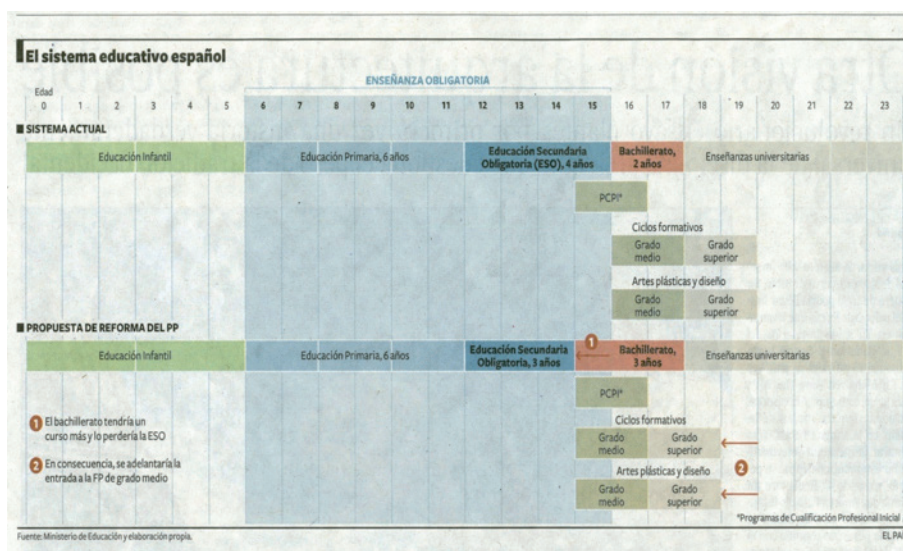 El sistema educativo español
ENSEÑANZA OBLIGATORIA
Edad
0 1 2 3 4 5 6 7 8 9 10 11 12 13 14 15 16 17 18 19 20 21 22 23
SISTEMA ACTUAL
Educación Infantil
Educación Primaria, 6 años
Educación Secundaria
Obligatoria (ESO), 4 años
Bachillerato,
2 años
Enseñanzas universitarias
PCPI*
Ciclos formativos
Grado
medio
Grado
superior
Artes plásticas y diseño
Grado
medio
Grado
superior
PROPUESTA DE REFORMA DEL PP
Educación Infantil
Educación Primaria, 6 años
Educación Secundaria
Obligatoria, 3 años
1
Bachillerato,
3 años
Enseñanzas universitarias
PCPI*
Ciclos formativos
Grado
medio
Grado
superior
Artes plásticas y diseño
2
Grado
medio
Grado
superior
1 El bachillerato tendría un
curso más y lo perdería la ESO
2 En consecuencia, se adelantaría la
entrada a la FP de grado medio
*Programas de Cualificación Profesional Inicial
Fuente: Ministerio de Educación y elaboración propia.
EL PAÍ